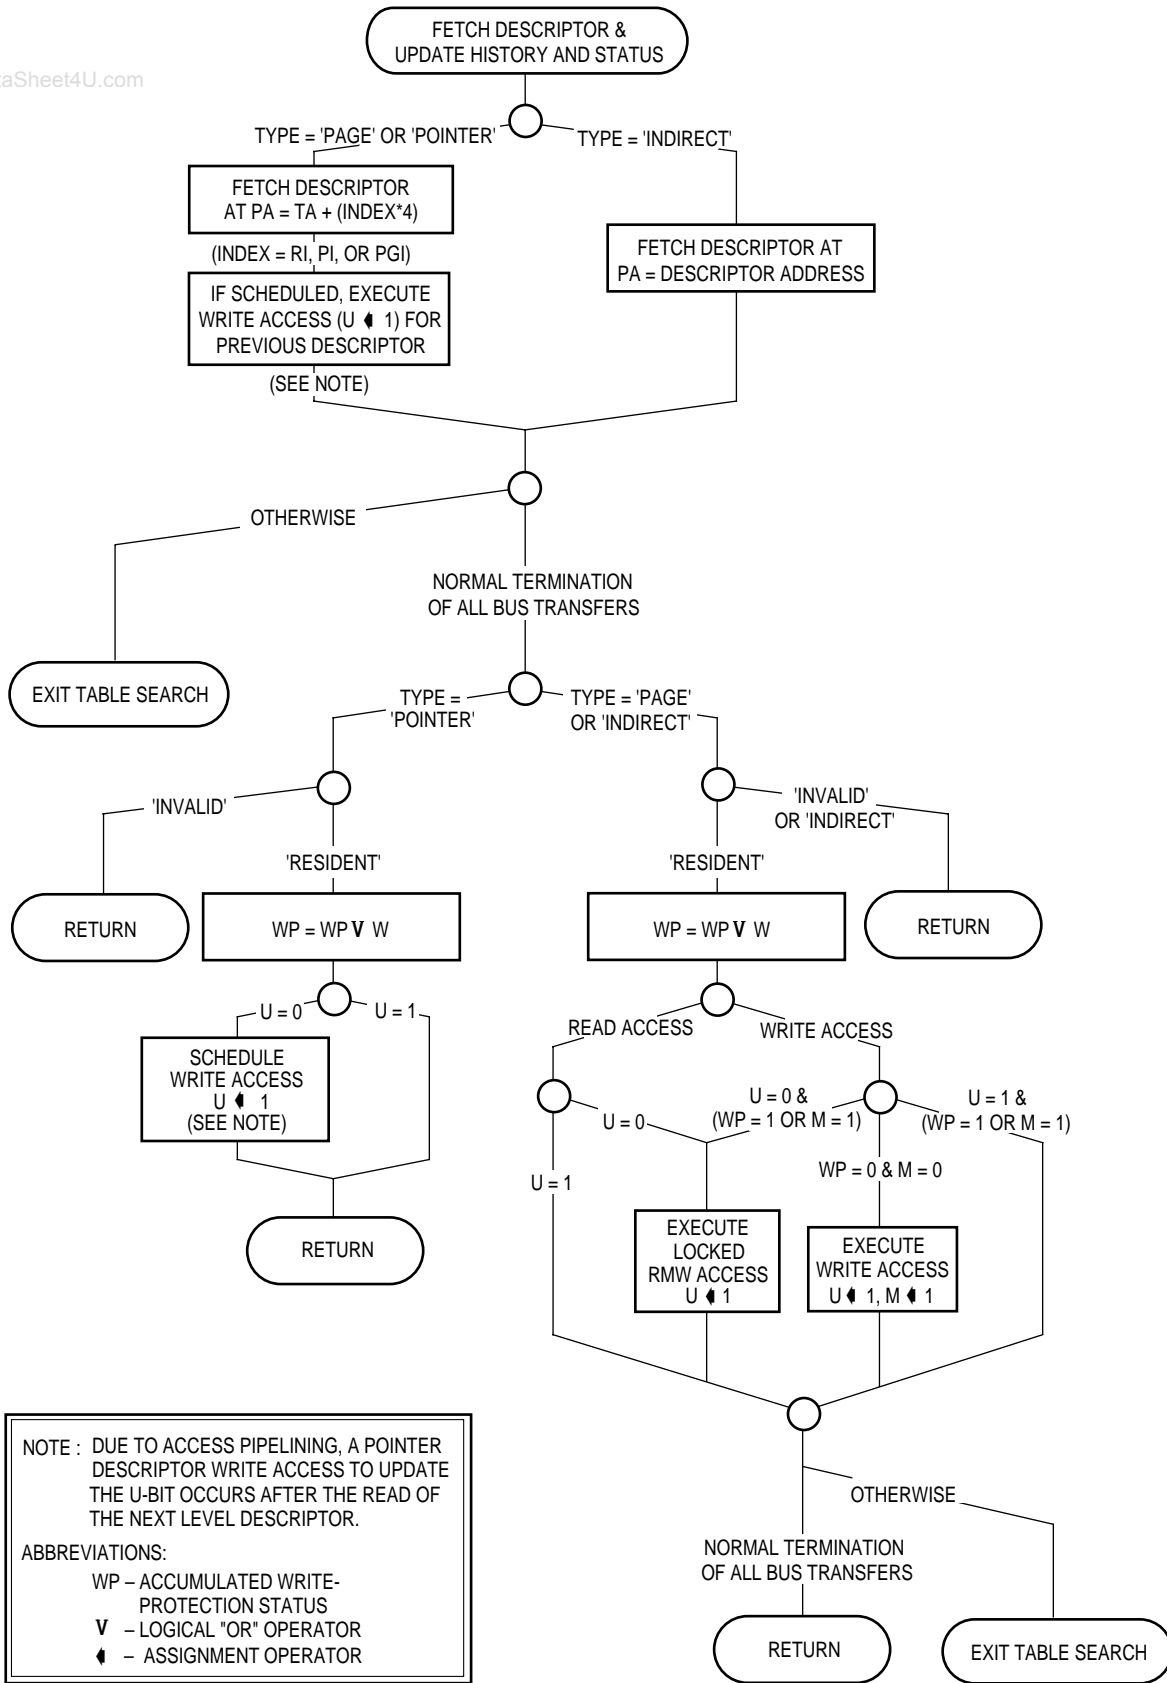 FETCH DESCRIPTOR &
UPDATE HISTORY AND STATUS
taSheet4U.com
TYPE = 'PAGE' OR 'POINTER'
TYPE = 'INDIRECT'
FETCH DESCRIPTOR
AT PA = TA + (INDEX*4)
(INDEX = RI, PI, OR PGI)
FETCH DESCRIPTOR AT
PA = DESCRIPTOR ADDRESS
IF SCHEDULED, EXECUTE
WRITE ACCESS (U ⬅ 1) FOR
PREVIOUS DESCRIPTOR
(SEE NOTE)
OTHERWISE
NORMAL TERMINATION
OF ALL BUS TRANSFERS
EXIT TABLE SEARCH
TYPE =
'POINTER'
TYPE = 'PAGE'
OR 'INDIRECT'
'INVALID'
'INVALID'
OR 'INDIRECT'
'RESIDENT'
'RESIDENT'
RETURN
WP = WP V W
WP = WP V W
RETURN
U = 0
U = 1
READ ACCESS
WRITE ACCESS
SCHEDULE
WRITE ACCESS
U ⬅ 1
(SEE NOTE)
U = 0
U = 0 &
(WP = 1 OR M = 1)
U = 1 &
(WP = 1 OR M = 1)
U = 1
WP = 0 & M = 0
RETURN
EXECUTE
LOCKED
RMW ACCESS
U ⬅ 1
EXECUTE
WRITE ACCESS
U ⬅ 1, M ⬅ 1
NOTE : DUE TO ACCESS PIPELINING, A POINTER
DESCRIPTOR WRITE ACCESS TO UPDATE
THE U-BIT OCCURS AFTER THE READ OF
THE NEXT LEVEL DESCRIPTOR.
ABBREVIATIONS:
WP – ACCUMULATED WRITE-
PROTECTION STATUS
V – LOGICAL "OR" OPERATOR
⬅ – ASSIGNMENT OPERATOR
OTHERWISE
NORMAL TERMINATION
OF ALL BUS TRANSFERS
RETURN
EXIT TABLE SEARCH